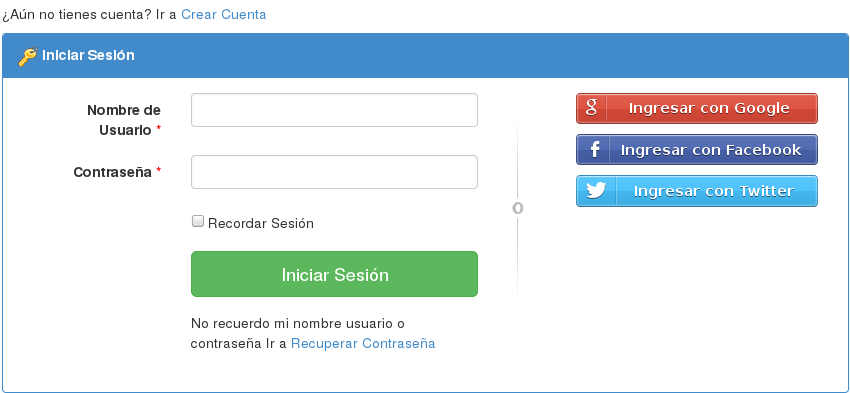 ¿Aún no tienes cuenta? Ir a Crear Cuenta
Iniciar Sesión
Nombre de
Usuario *
Contraseña *
Recordar Sesión
Iniciar Sesión
No recuerdo mi nombre usuario o
contraseña Ir a Recuperar Contraseña
O
g Ingresar con Google
f Ingresar con Facebook
Ingresar con Twitter